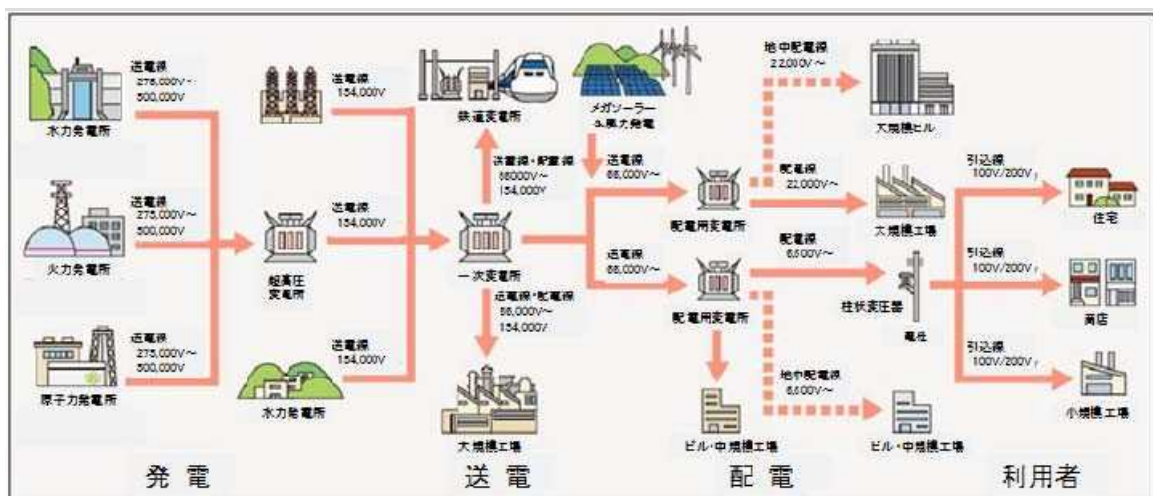 送電線
275,000V～
500,000V
水力発電所
送電線
275,000V～
500,000V
火力発電所
送電線
275,000V～
500,000V
原子力発電所
送電線
154,000V
超高圧
変電所
送電線
154,000V
水力発電所
送電線
154,000V
鉄道変電所
送電線・配電線
66000V～
154,000V
一次変電所
送電線・配電線
66,000V～
154,000V
大規模工場
メガソーラー
&風力発電
送電線
66,000V～
配電用変電所
送電線
66,000V～
配電用変電所
ビル・中規模工場
地中配電線
22,000V～
大規模ビル
配電線
22,000V～
大規模工場
配電線
6,600V～
柱状変圧器
電柱
地中配電線
6,600V～
ビル・中規模工場
引込線
100V/200V
住宅
引込線
100V/200V
商店
引込線
100V/200V
小規模工場
発電
送電
配電
利用者